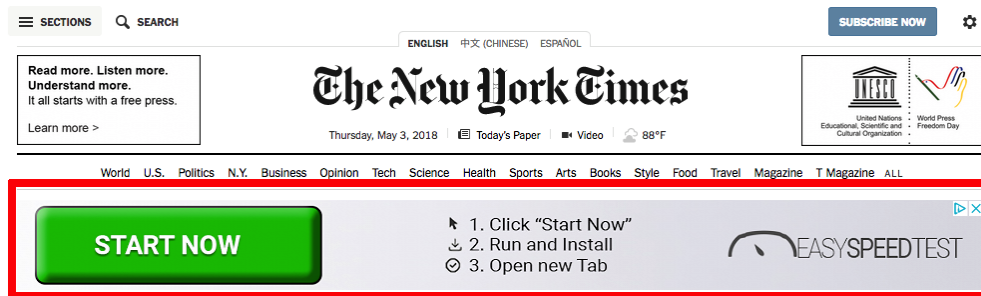 SECTIONS SEARCH SUBSCRIBE NOW
ENGLISH 中文 (CHINESE) ESPAÑOL
Read more. Listen more.
Understand more.
It all starts with a free press.
Learn more >
The New York Times
Thursday, May 3, 2018 Today's Paper Video 88°F
UNESCO
United Nations
Educational, Scientific and
Cultural Organization
World Press
Freedom Day
World U.S. Politics N.Y. Business Opinion Tech Science Health Sports Arts Books Style Food Travel Magazine T Magazine ALL
START NOW
1. Click “Start Now”
2. Run and Install
3. Open new Tab
EASYSPEEDTEST